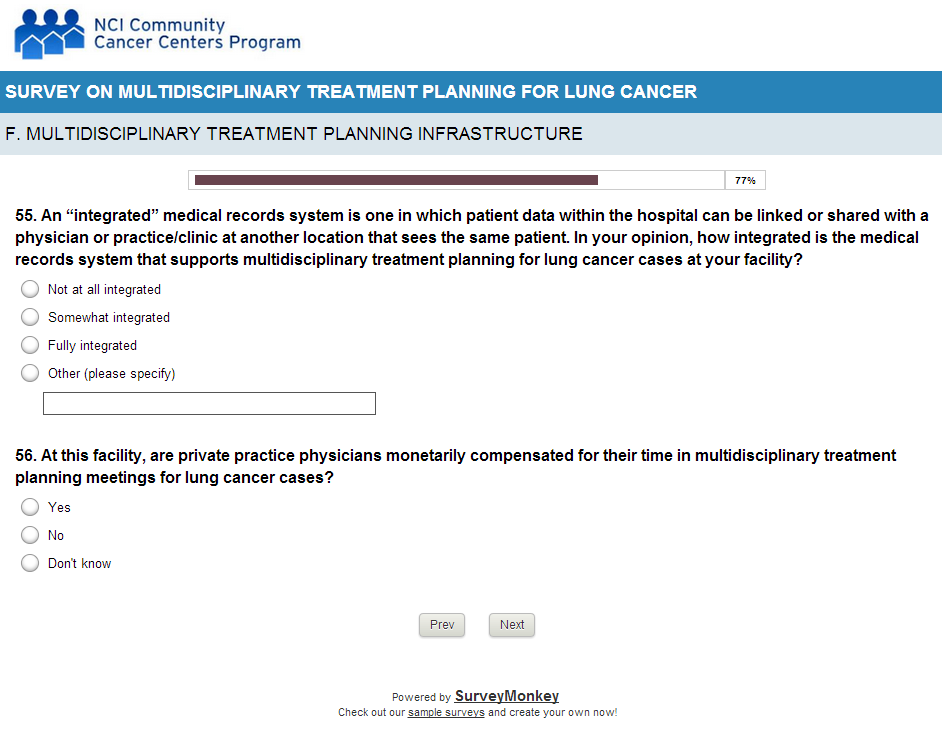 NCI Community
Cancer Centers Program
SURVEY ON MULTIDISCIPLINARY TREATMENT PLANNING FOR LUNG CANCER
F. MULTIDISCIPLINARY TREATMENT PLANNING INFRASTRUCTURE
77%
55. An “integrated” medical records system is one in which patient data within the hospital can be linked or shared with a
physician or practice/clinic at another location that sees the same patient. In your opinion, how integrated is the medical
records system that supports multidisciplinary treatment planning for lung cancer cases at your facility?
Not at all integrated
Somewhat integrated
Fully integrated
Other (please specify)
56. At this facility, are private practice physicians monetarily compensated for their time in multidisciplinary treatment
planning meetings for lung cancer cases?
Yes
No
Don't know
Prev Next
Powered by SurveyMonkey
Check out our sample surveys and create your own now!